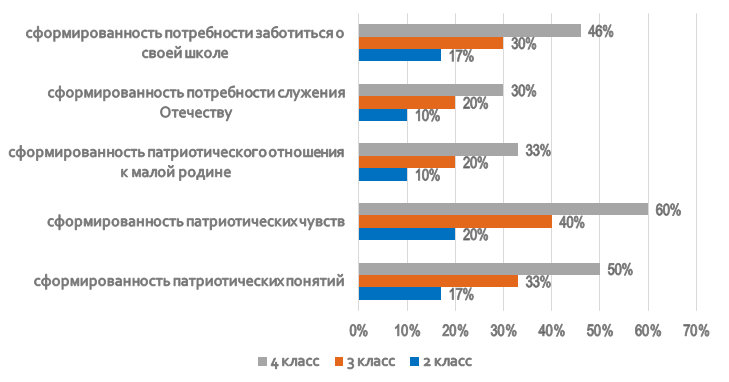 сформированность потребности заботиться о
своей школе
46%
30%
17%
сформированность потребности служения
Отечеству
30%
20%
10%
сформированность патриотического отношения
к малой родине
33%
20%
10%
сформированность патриотических чувств
60%
40%
20%
сформированность патриотических понятий
50%
33%
17%
0% 10% 20% 30% 40% 50% 60% 70%
4 класс 3 класс 2 класс